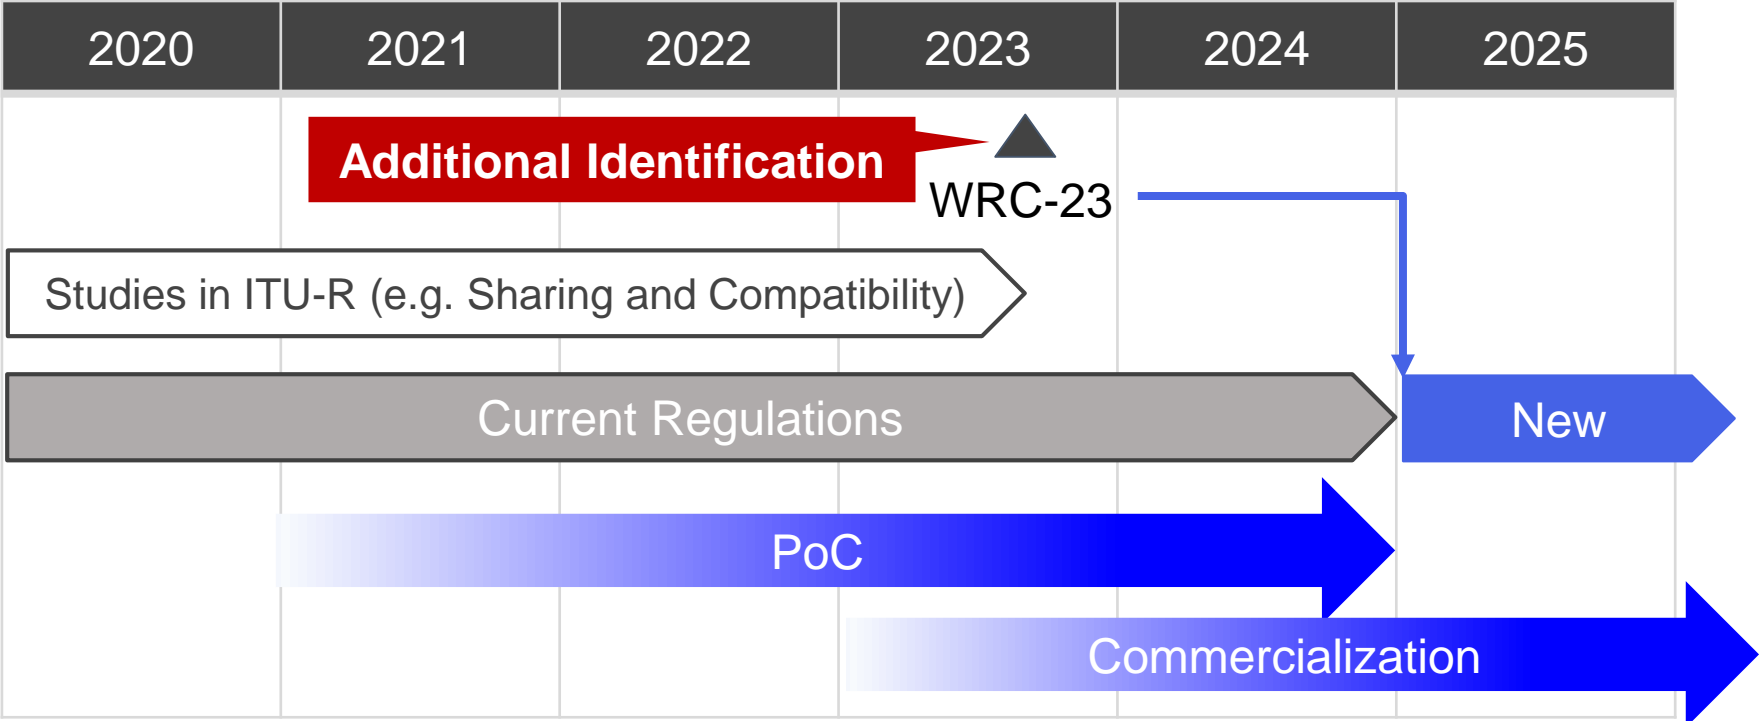 2020 2021 2022 2023 2024 2025
Additional Identification
WRC-23
Studies in ITU-R (e.g. Sharing and Compatibility)
Current Regulations
New
PoC
Commercialization